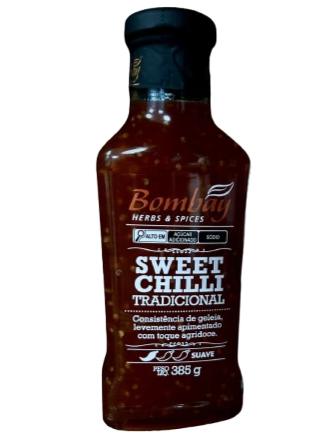 Bombay
HERBS & SPICES
ALTO EM AÇÚCAR ADICIONADO SÓDIO
SWEET
CHILLI
TRADICIONAL
Consistência de geleia,
levemente apimentado
com toque agridoce.
SUAVE
PESO LÍQ. 385 g